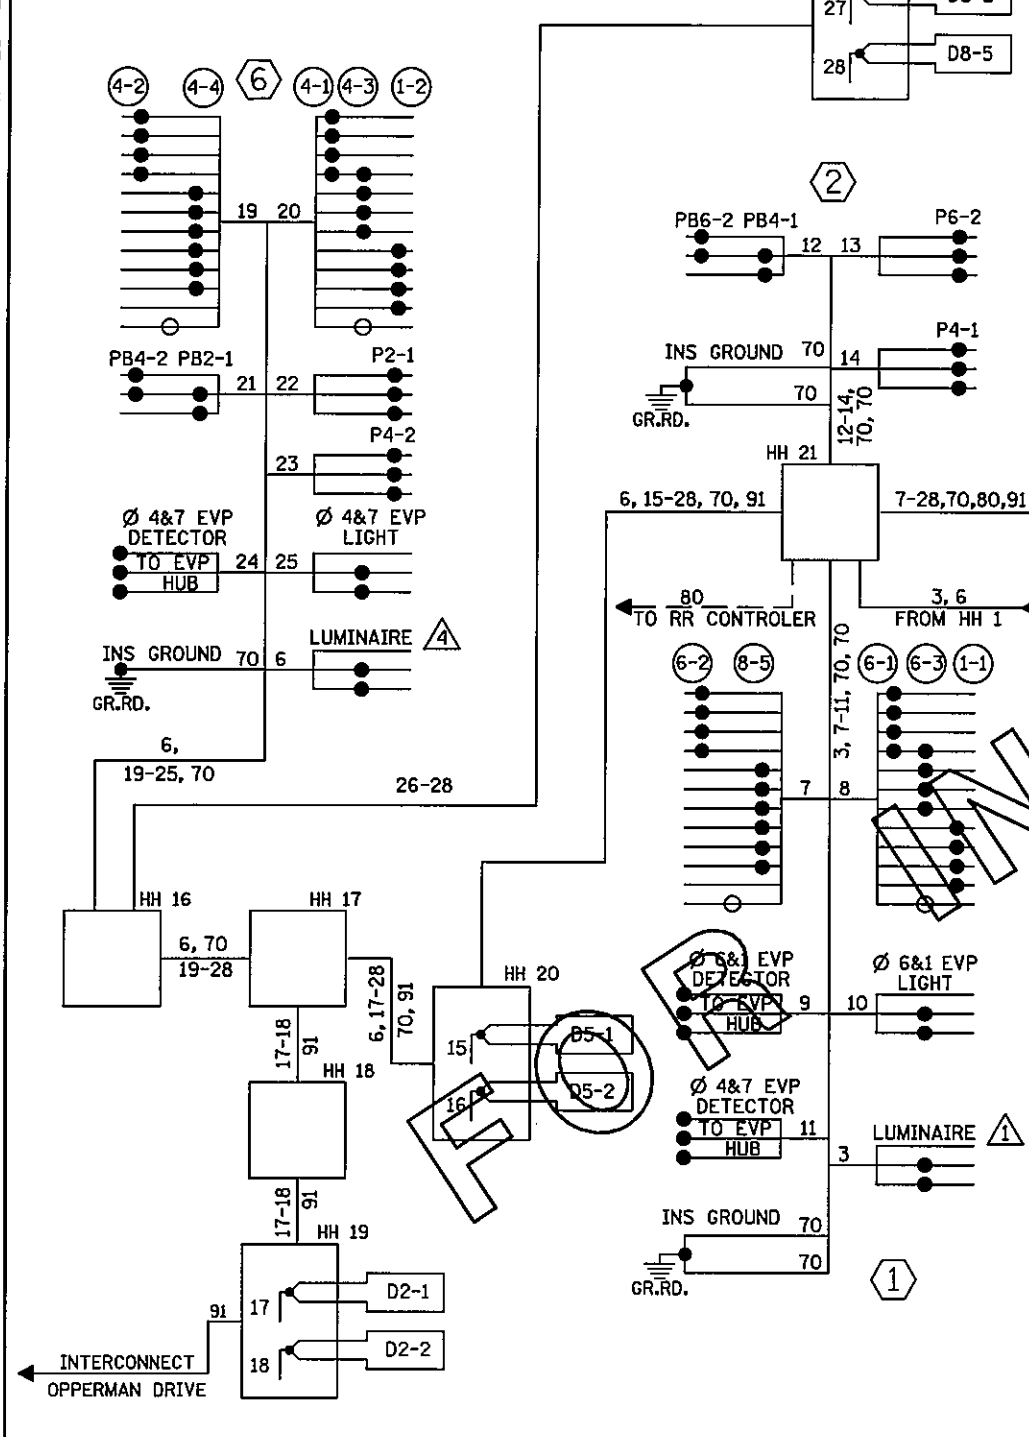 27
28
D8-5
4-2
4-4
6
4-1
4-3
1-2
19
20
PB4-2 PB2-1
21
22
P2-1
P4-2
23
Ø 4&7 EVP
DETECTOR
TO EVP
HUB
24
25
Ø 4&7 EVP
LIGHT
INS GROUND
70
6
LUMINAIRE
4
GR.RD.
6,
19-25, 70
26-28
2
PB6-2 PB4-1
12
13
P6-2
INS GROUND
70
70
14
P4-1
GR.RD.
12-14,
70, 70
HH 21
6, 15-28, 70, 91
7-28,70,80,91
80
TO RR CONTROLER
3, 6
FROM HH 1
3, 7-11, 70, 70
6-2
8-5
6-1
6-3
1-1
7
8
HH 16
6, 70
19-28
HH 17
6, 17-28
70, 91
17-18
91
HH 18
17-18
91
HH 20
15
D5-1
16
D5-2
Ø 6&1 EVP
DETECTOR
TO EVP
HUB
9
10
Ø 6&1 EVP
LIGHT
Ø 4&7 EVP
DETECTOR
TO EVP
HUB
11
3
LUMINAIRE
1
INS GROUND
70
70
GR.RD.
1
HH 19
17
D2-1
18
D2-2
91
INTERCONNECT
OPPERMAN DRIVE